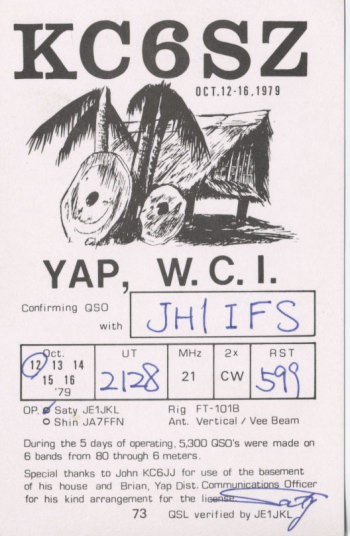 KC6SZ
OCT.12-16,1979
YAP, W.C.I.
Confirming QSO
with JH1IFS
Oct. UT MHz 2x RST
12 13 14
15 16 2128 21 CW 599
'79
OP. Saty JE1JKL Rig FT-101B
Shin JA7FFN Ant. Vertical / Vee Beam
During the 5 days of operating, 5,300 QSO's were made on
6 bands from 80 through 6 meters.
Special thanks to John KC6JJ for use of the basement
of his house and Brian, Yap Dist. Communications Officer
for his kind arrangement for the license.
Saty
73 QSL verified by JE1JKL